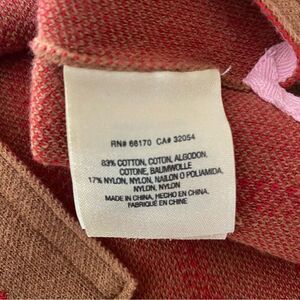 RN# 66170 CA# 32054
83% COTTON, COTON, ALGODON,
COTONE, BAUMWOLLE
17% NYLON, NYLON, NAILON O POLIAMIDA,
NYLON, NYLON
MADE IN CHINA, HECHO EN CHINA,
FABRIQUÉ EN CHINE